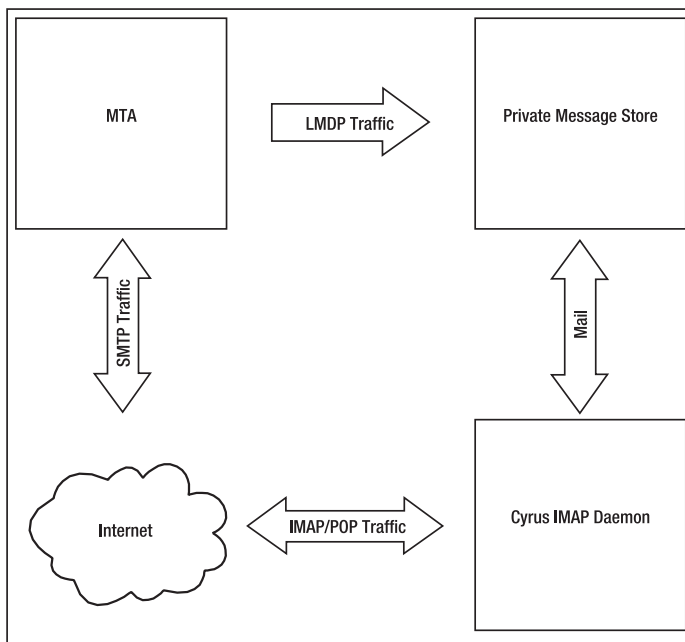 MTA
LMDP Traffic
Private Message Store
SMTP Traffic
Mail
Internet
IMAP/POP Traffic
Cyrus IMAP Daemon